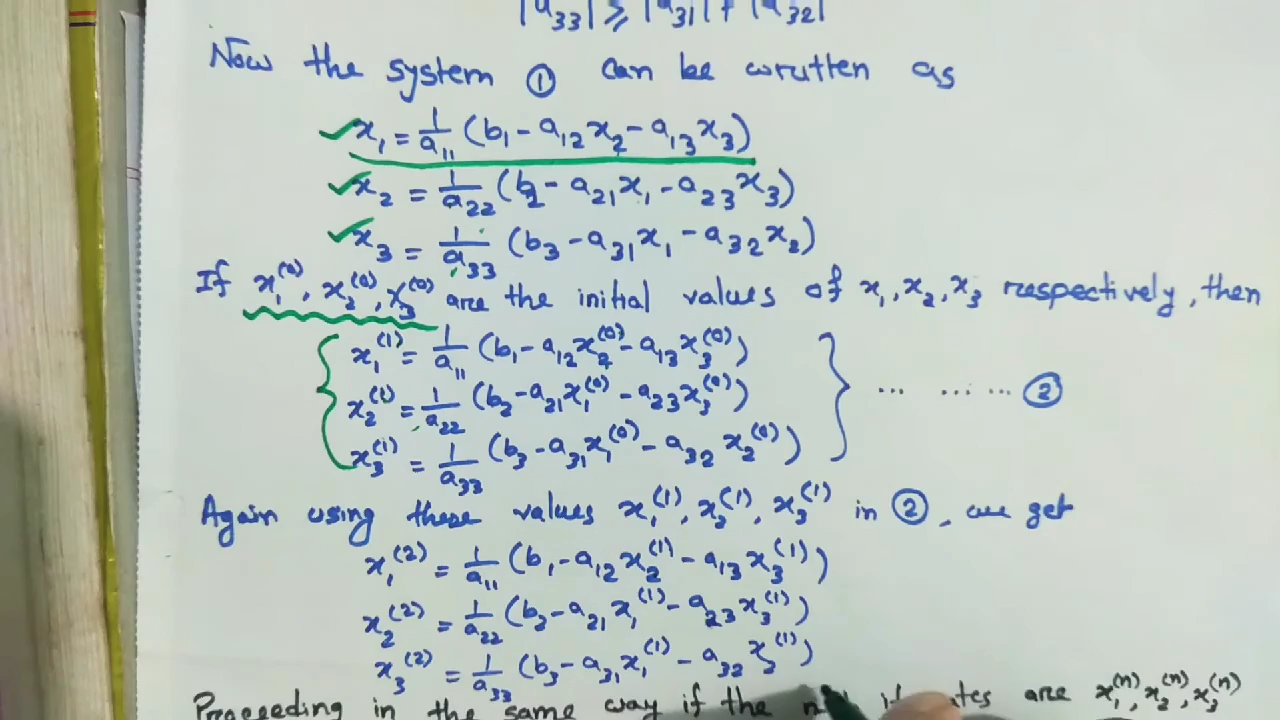 |a₃₃| ⩾ |a₃₁| + |a₃₂|
Now the system ① can be written as
x₁ = 1/a₁₁ (b₁ - a₁₂x₂ - a₁₃x₃)
x₂ = 1/a₂₂ (b₂ - a₂₁x₁ - a₂₃x₃)
x₃ = 1/a₃₃ (b₃ - a₃₁x₁ - a₃₂x₂)
If x₁⁽⁰⁾, x₂⁽⁰⁾, x₃⁽⁰⁾ are the initial values of x₁, x₂, x₃ respectively, then
x₁⁽¹⁾ = 1/a₁₁ (b₁ - a₁₂x₂⁽⁰⁾ - a₁₃x₃⁽⁰⁾)
x₂⁽¹⁾ = 1/a₂₂ (b₂ - a₂₁x₁⁽⁰⁾ - a₂₃x₃⁽⁰⁾) ... ... ... ②
x₃⁽¹⁾ = 1/a₃₃ (b₃ - a₃₁x₁⁽⁰⁾ - a₃₂x₂⁽⁰⁾)
Again using these values x₁⁽¹⁾, x₂⁽¹⁾, x₃⁽¹⁾ in ②, we get
x₁⁽²⁾ = 1/a₁₁ (b₁ - a₁₂x₂⁽¹⁾ - a₁₃x₃⁽¹⁾)
x₂⁽²⁾ = 1/a₂₂ (b₂ - a₂₁x₁⁽¹⁾ - a₂₃x₃⁽¹⁾)
x₃⁽²⁾ = 1/a₃₃ (b₃ - a₃₁x₁⁽¹⁾ - a₃₂x₂⁽¹⁾)
Proceeding in the same way if the are x₁⁽ⁿ⁾, x₂⁽ⁿ⁾, x₃⁽ⁿ⁾